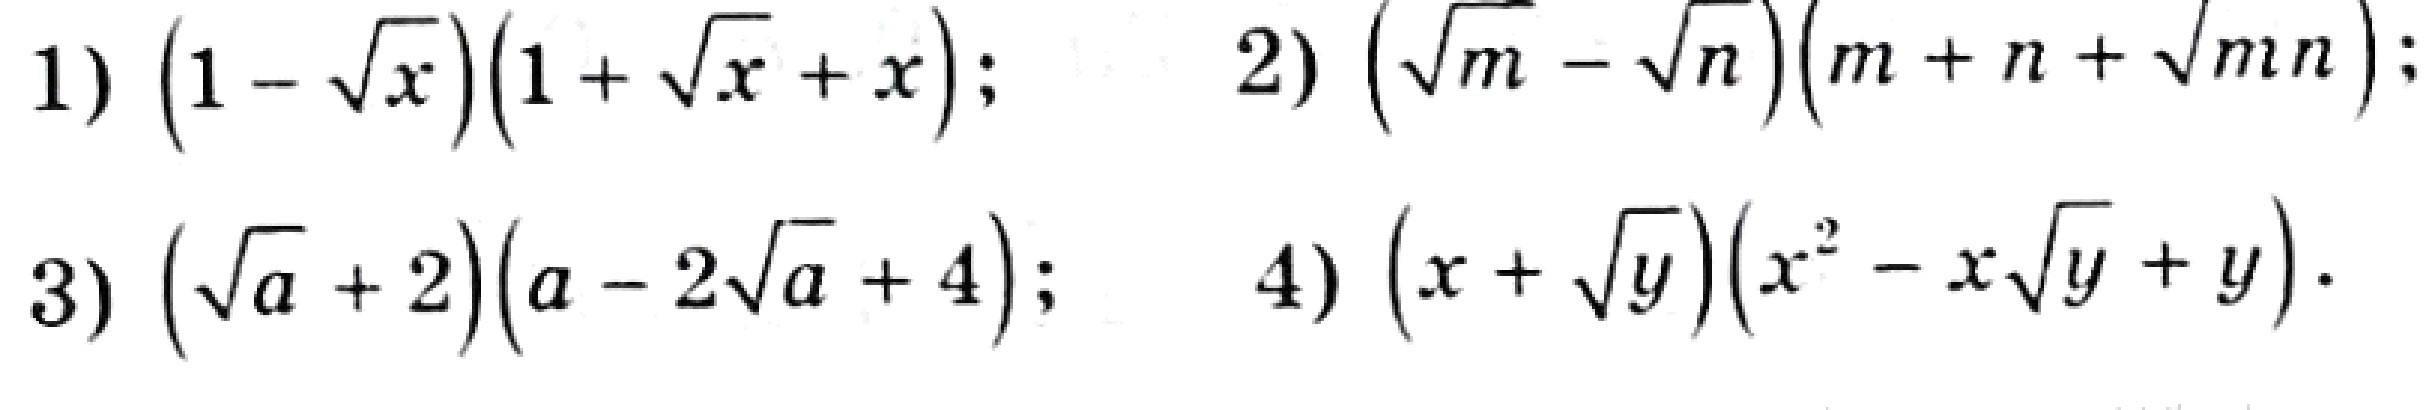 1) (1 − √x)(1 + √x + x); 2) (√m − √n)(m + n + √mn);
3) (√a + 2)(a − 2√a + 4); 4) (x + √y)(x² − x√y + y).